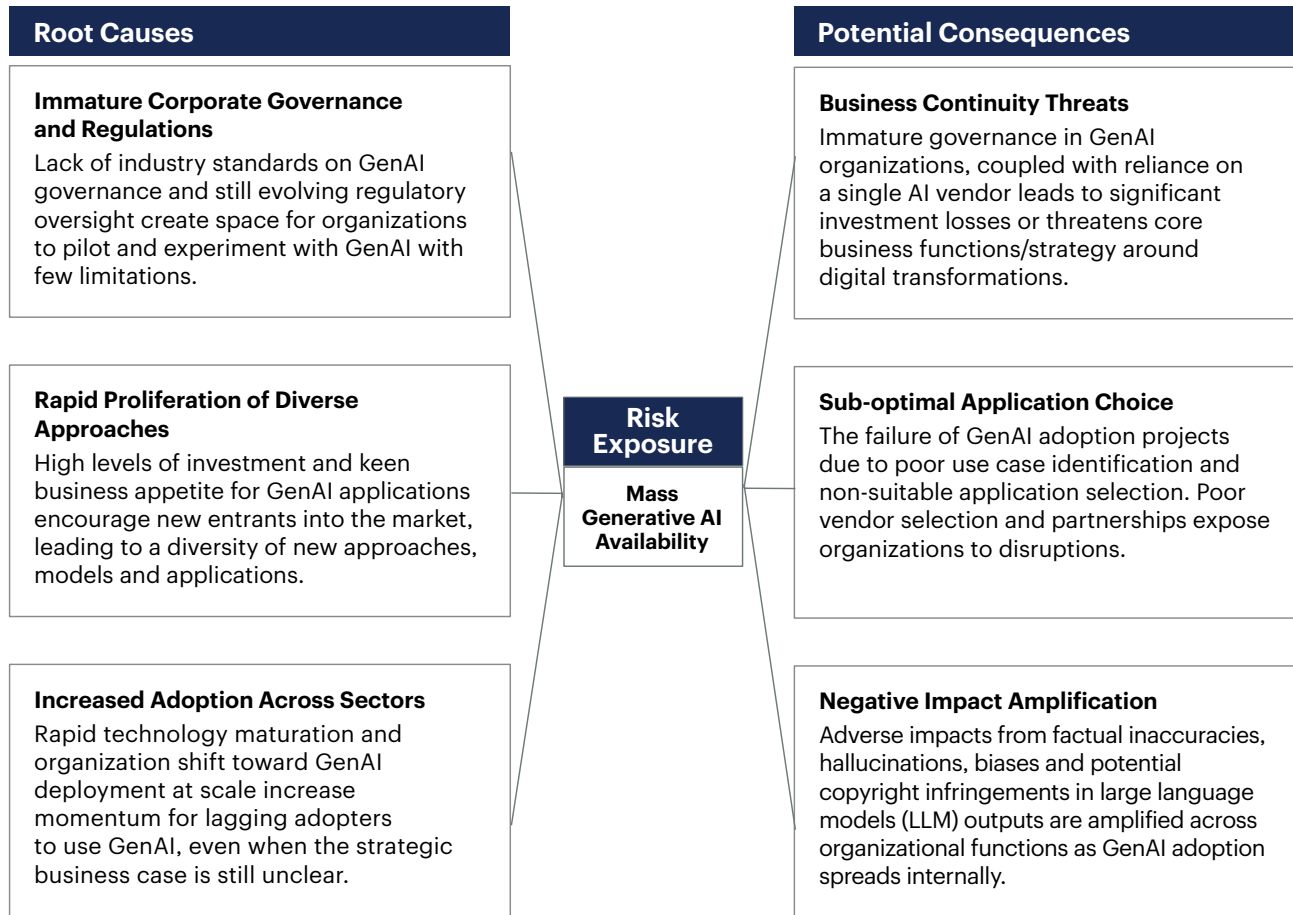 Root Causes
Immature Corporate Governance
and Regulations
Lack of industry standards on GenAI
governance and still evolving regulatory
oversight create space for organizations
to pilot and experiment with GenAI with
few limitations.
Rapid Proliferation of Diverse
Approaches
High levels of investment and keen
business appetite for GenAI applications
encourage new entrants into the market,
leading to a diversity of new approaches,
models and applications.
Increased Adoption Across Sectors
Rapid technology maturation and
organization shift toward GenAI
deployment at scale increase
momentum for lagging adopters
to use GenAI, even when the strategic
business case is still unclear.
Risk
Exposure
Mass
Generative AI
Availability
Potential Consequences
Business Continuity Threats
Immature governance in GenAI
organizations, coupled with reliance on
a single AI vendor leads to significant
investment losses or threatens core
business functions/strategy around
digital transformations.
Sub-optimal Application Choice
The failure of GenAI adoption projects
due to poor use case identification and
non-suitable application selection. Poor
vendor selection and partnerships expose
organizations to disruptions.
Negative Impact Amplification
Adverse impacts from factual inaccuracies,
hallucinations, biases and potential
copyright infringements in large language
models (LLM) outputs are amplified across
organizational functions as GenAI adoption
spreads internally.